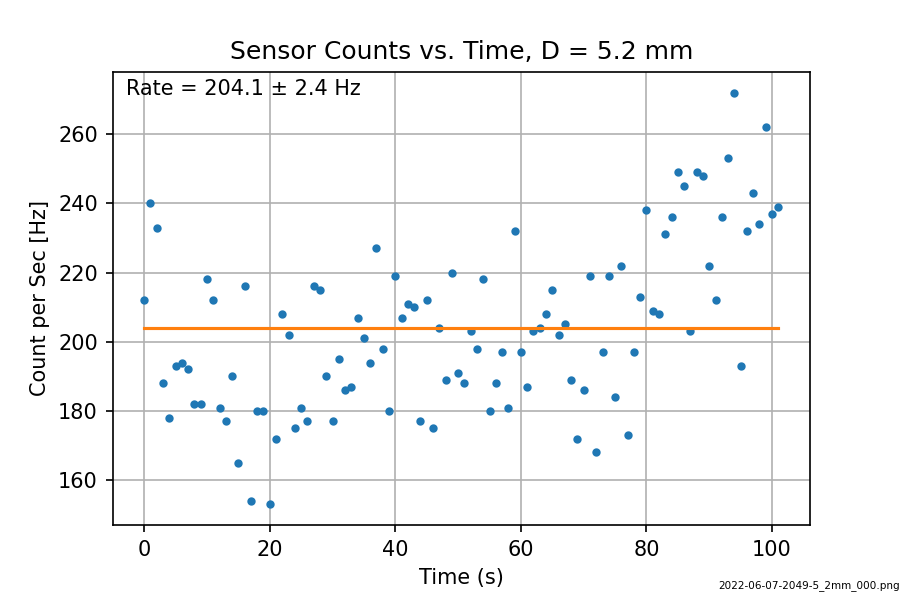 Sensor Counts vs. Time, D = 5.2 mm
Rate = 204.1 ± 2.4 Hz
Count per Sec [Hz]
260
240
220
200
180
160
0 20 40 60 80 100
Time (s)
2022-06-07-2049-5_2mm_000.png